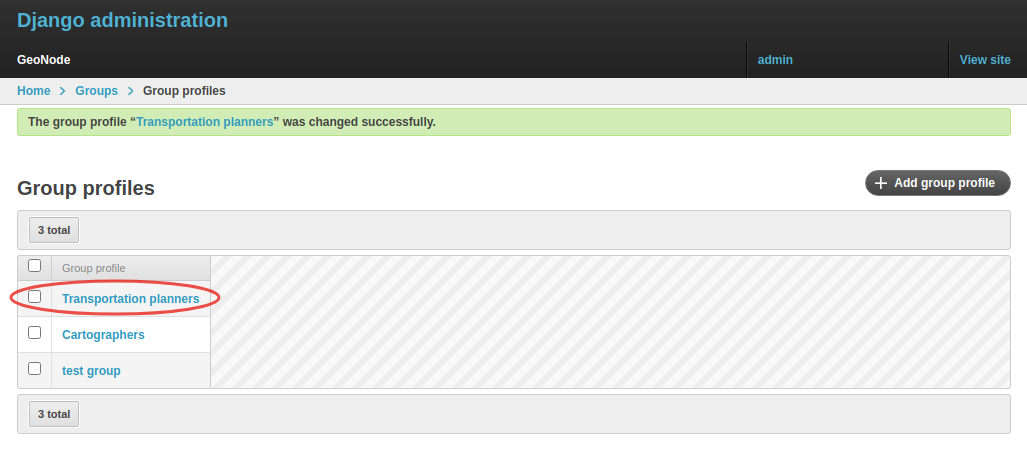 Django administration
GeoNode admin View site
Home > Groups > Group profiles
The group profile “Transportation planners” was changed successfully.
Group profiles
+ Add group profile
3 total
Group profile
Transportation planners
Cartographers
test group
3 total